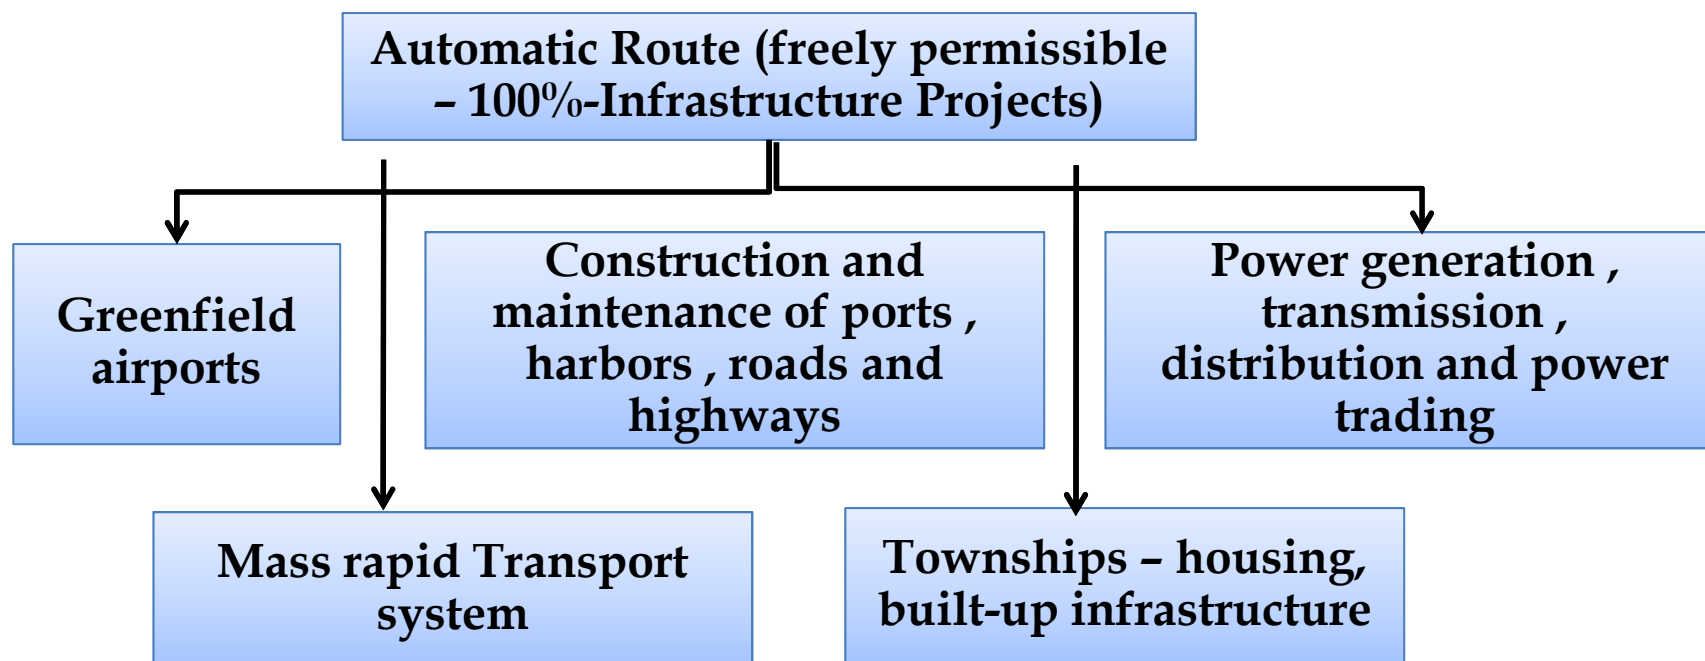 Automatic Route (freely permissible
– 100%-Infrastructure Projects)
Greenfield
airports
Construction and
maintenance of ports ,
harbors , roads and
highways
Power generation ,
transmission ,
distribution and power
trading
Mass rapid Transport
system
Townships – housing,
built-up infrastructure